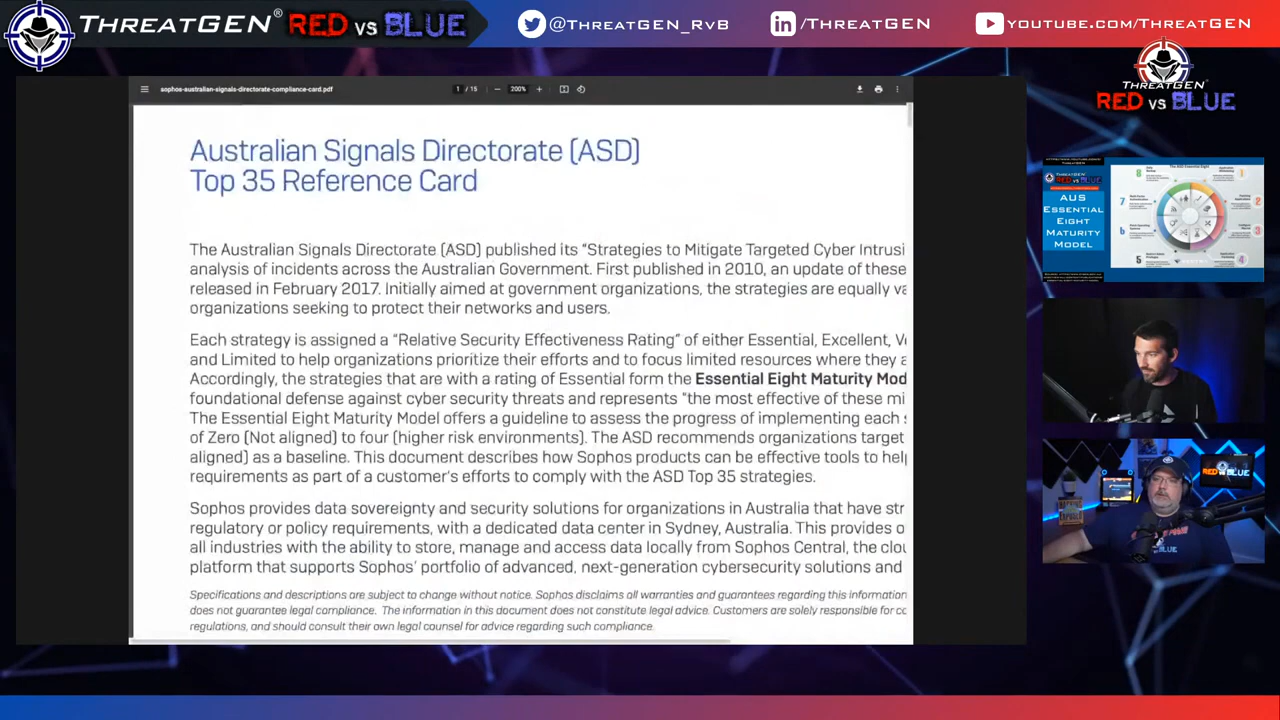 THREATGEN® RED VS BLUE
@THREATGEN_RVB
/THREATGEN
YOUTUBE.COM/THREATGEN
THREATGEN®
RED VS BLUE
sophos-australian-signals-directorate-compliance-card.pdf
1 / 15
200%
Australian Signals Directorate (ASD)
Top 35 Reference Card
The Australian Signals Directorate (ASD) published its “Strategies to Mitigate Targeted Cyber Intrusi
analysis of incidents across the Australian Government. First published in 2010, an update of these
released in February 2017. Initially aimed at government organizations, the strategies are equally va
organizations seeking to protect their networks and users.
Each strategy is assigned a “Relative Security Effectiveness Rating” of either Essential, Excellent, Ve
and Limited to help organizations prioritize their efforts and to focus limited resources where they a
Accordingly, the strategies that are with a rating of Essential form the Essential Eight Maturity Mod
foundational defense against cyber security threats and represents “the most effective of these mi
The Essential Eight Maturity Model offers a guideline to assess the progress of implementing each s
of Zero (Not aligned) to four (higher risk environments). The ASD recommends organizations target
aligned) as a baseline. This document describes how Sophos products can be effective tools to help
requirements as part of a customer's efforts to comply with the ASD Top 35 strategies.
Sophos provides data sovereignty and security solutions for organizations in Australia that have str
regulatory or policy requirements, with a dedicated data center in Sydney, Australia. This provides o
all industries with the ability to store, manage and access data locally from Sophos Central, the clou
platform that supports Sophos' portfolio of advanced, next-generation cybersecurity solutions and
Specifications and descriptions are subject to change without notice. Sophos disclaims all warranties and guarantees regarding this information
does not guarantee legal compliance. The information in this document does not constitute legal advice. Customers are solely responsible for co
regulations, and should consult their own legal counsel for advice regarding such compliance.
AUS
ESSENTIAL
EIGHT
MATURITY
MODEL
8
1
7
2
6
3
5
4
RED VS BLUE